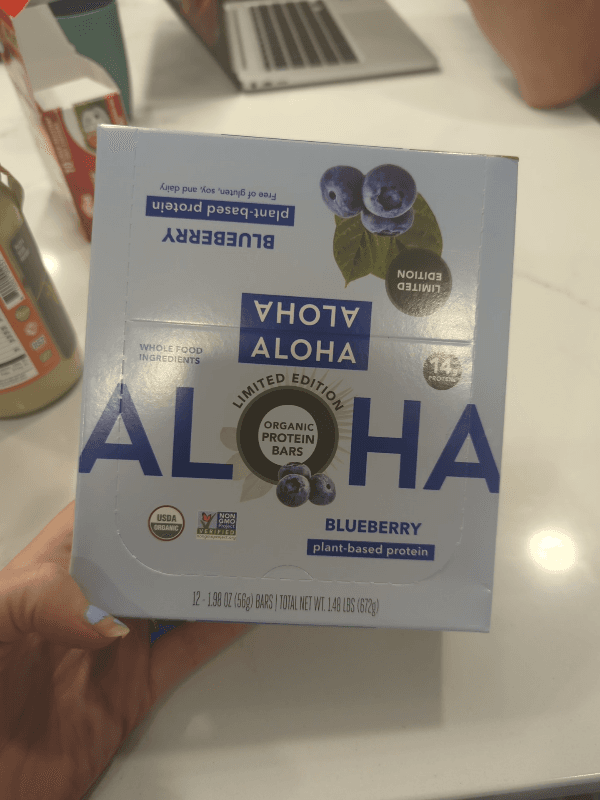 Free of gluten, soy, and dairy
plant-based protein
BLUEBERRY
LIMITED
EDITION
ALOHA
ALOHA
WHOLE FOOD
INGREDIENTS
14g
PROTEIN
ALOHA
LIMITED EDITION
ORGANIC
PROTEIN
BARS
USDA
ORGANIC
NON
GMO
Project
VERIFIED
BLUEBERRY
plant-based protein
12 - 1.98 OZ (56g) BARS | TOTAL NET WT. 1.48 LBS (672g)